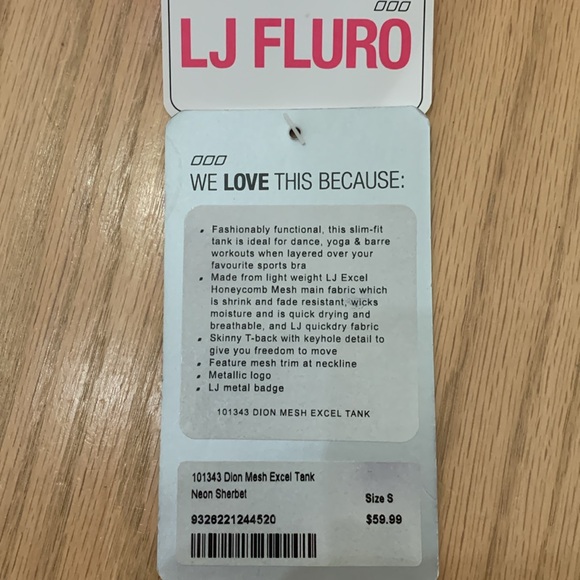 LJ FLURO
WE LOVE THIS BECAUSE:
Fashionably functional, this slim-fit
tank is ideal for dance, yoga & barre
workouts when layered over your
favourite sports bra
Made from light weight LJ Excel
Honeycomb Mesh main fabric which
is shrink and fade resistant, wicks
moisture and is quick drying and
breathable, and LJ quickdry fabric
Skinny T-back with keyhole detail to
give you freedom to move
Feature mesh trim at neckline
Metallic logo
LJ metal badge
101343 DION MESH EXCEL TANK
101343 Dion Mesh Excel Tank
Neon Sherbet
Size S
9326221244520
$59.99